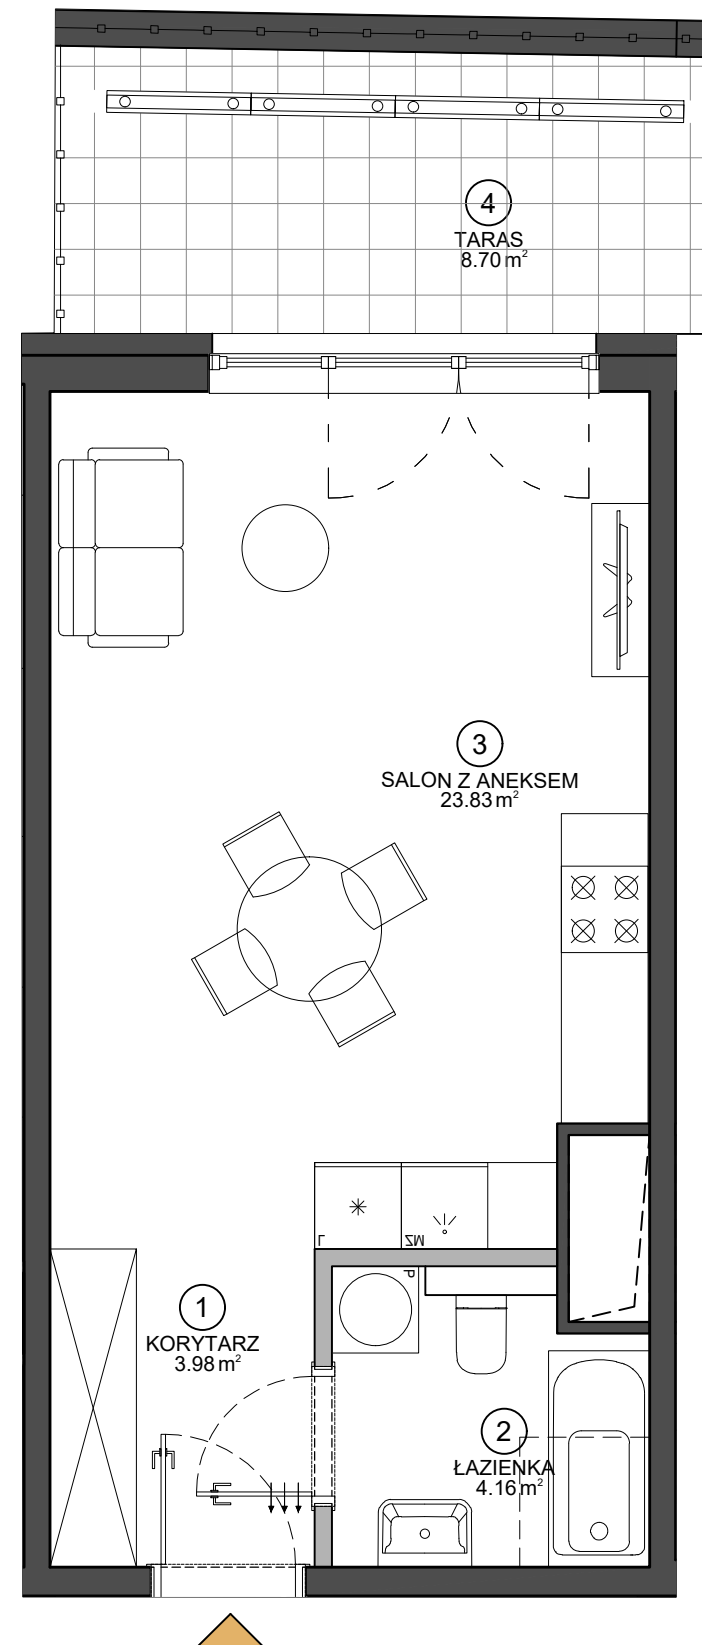 4
TARAS
8.70 m²
3
SALON Z ANEKSEM
23.83 m²
L
MZ
P
1
KORYTARZ
3.98 m²
2
ŁAZIENKA
4.16 m²